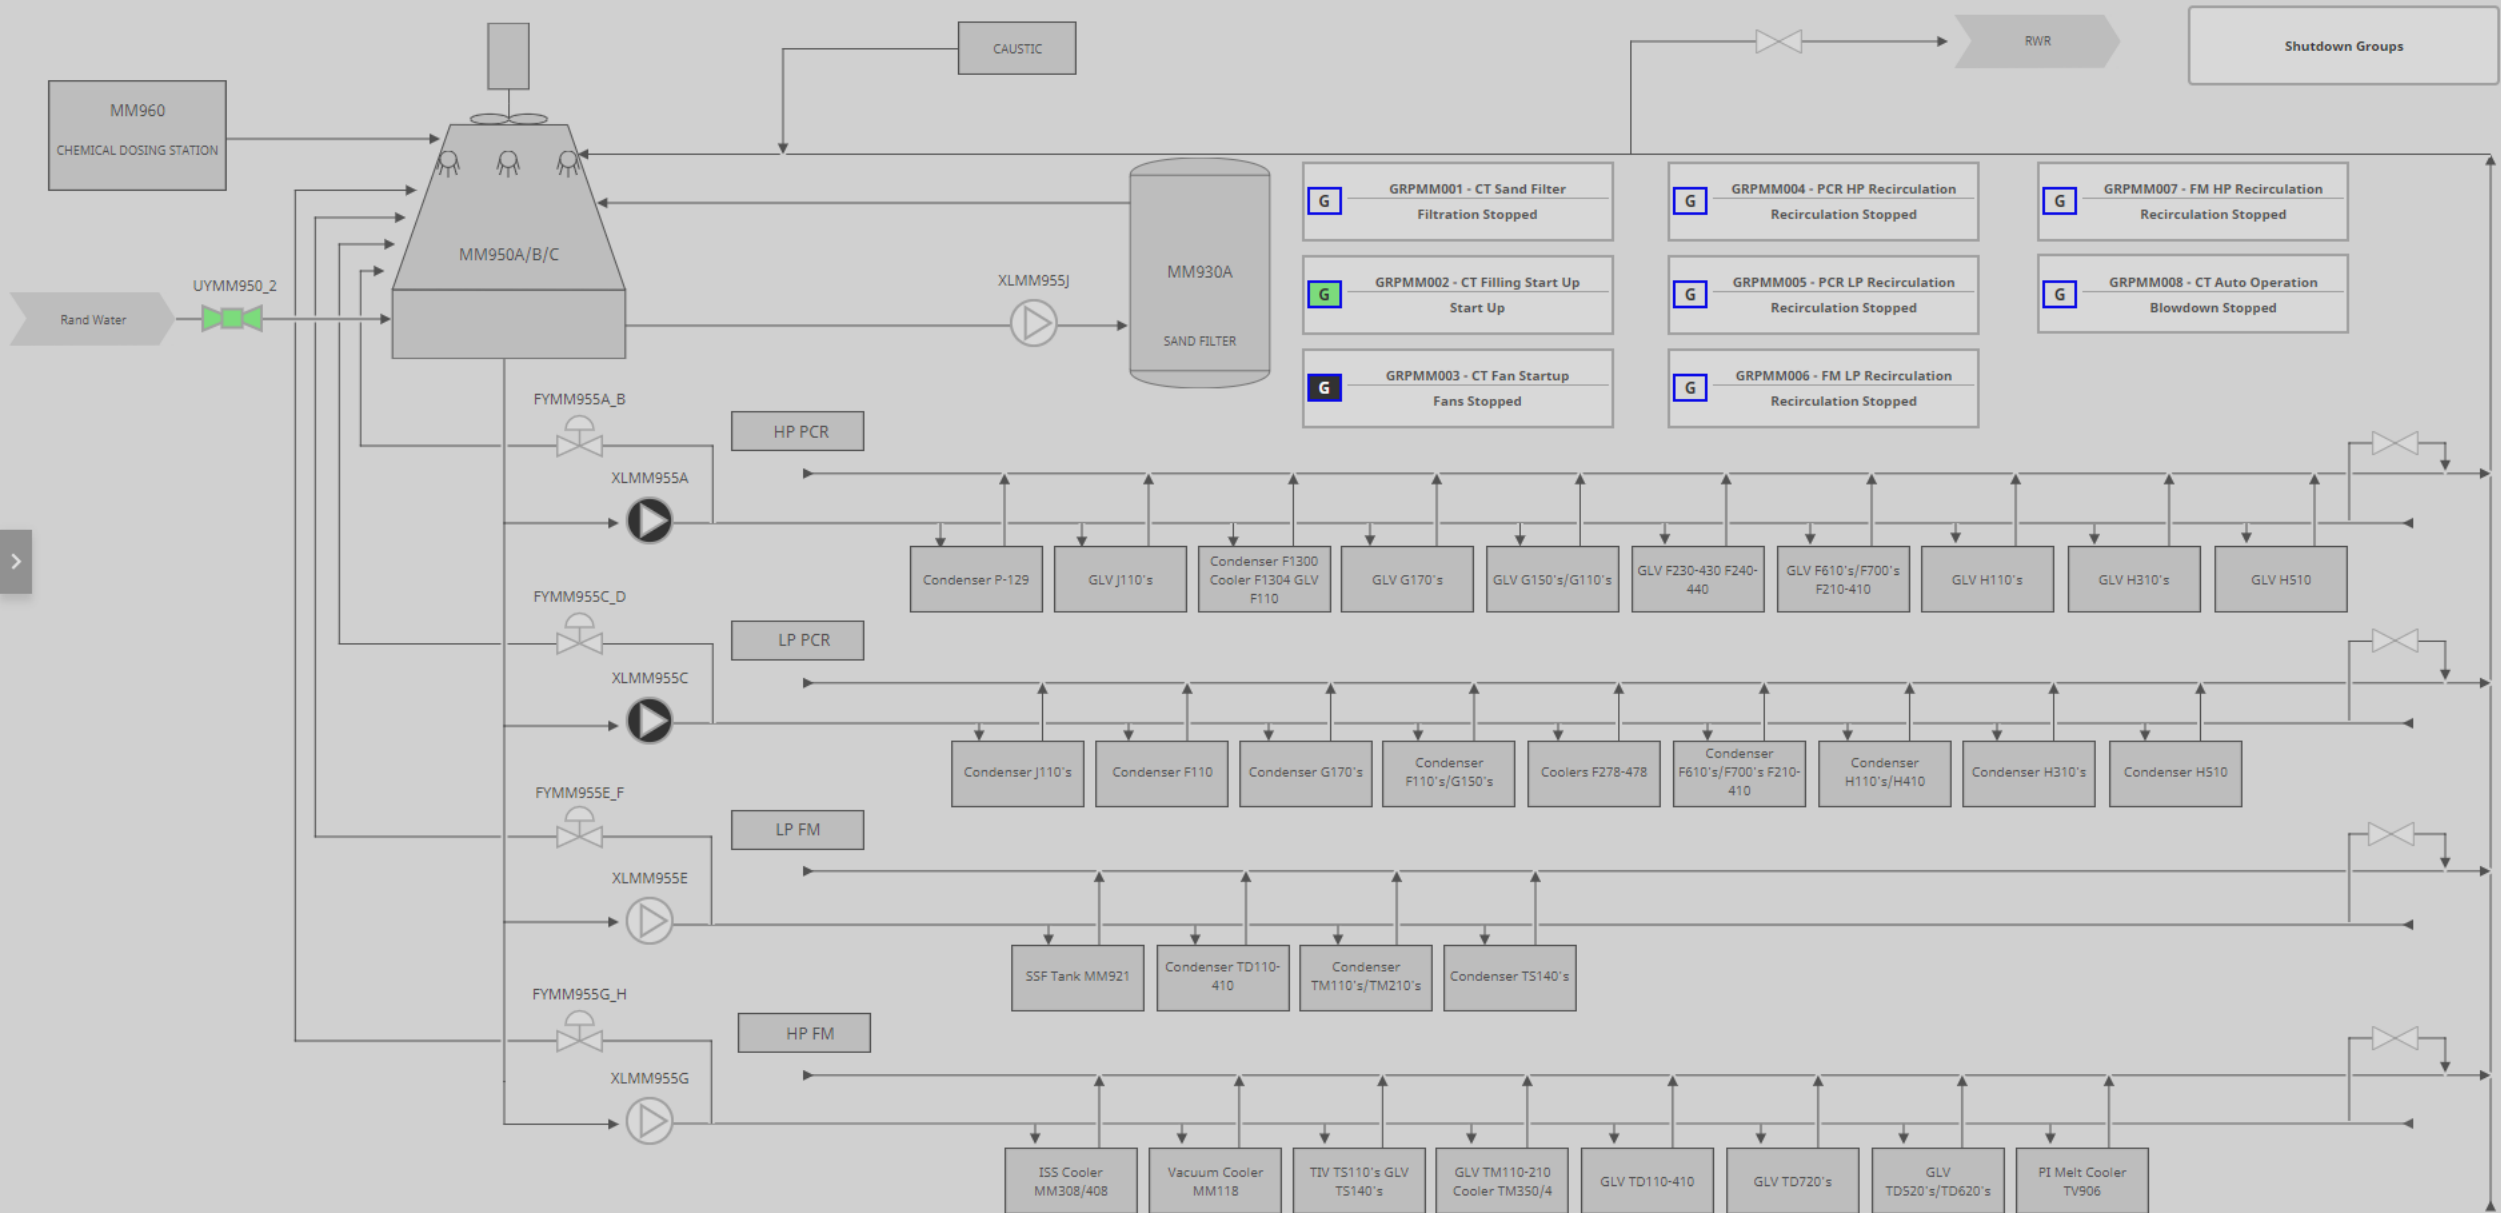 CAUSTIC
RWR
Shutdown Groups
MM960
CHEMICAL DOSING STATION
GRPMM001 - CT Sand Filter
Filtration Stopped
G
GRPMM004 - PCR HP Recirculation
Recirculation Stopped
G
GRPMM007 - FM HP Recirculation
Recirculation Stopped
G
MM950A/B/C
MM930A
SAND FILTER
XLMM955J
UYMM950_2
Rand Water
GRPMM002 - CT Filling Start Up
Start Up
G
GRPMM005 - PCR LP Recirculation
Recirculation Stopped
G
GRPMM008 - CT Auto Operation
Blowdown Stopped
G
GRPMM003 - CT Fan Startup
Fans Stopped
G
GRPMM006 - FM LP Recirculation
Recirculation Stopped
G
FYMM955A_B
HP PCR
XLMM955A
Condenser P-129
GLV J110's
Condenser F1300
Cooler F1304 GLV
F110
GLV G170's
GLV G150's/G110's
GLV F230-430 F240-
440
GLV F610's/F700's
F210-410
GLV H110's
GLV H310's
GLV H510
FYMM955C_D
LP PCR
XLMM955C
Condenser J110's
Condenser F110
Condenser G170's
Condenser
F110's/G150's
Coolers F278-478
Condenser
F610's/F700's F210-
410
Condenser
H110's/H410
Condenser H310's
Condenser H510
FYMM955E_F
LP FM
XLMM955E
SSF Tank MM921
Condenser TD110-
410
Condenser
TM110's/TM210's
Condenser TS140's
FYMM955G_H
HP FM
XLMM955G
ISS Cooler
MM308/408
Vacuum Cooler
MM118
TIV TS110's GLV
TS140's
GLV TM110-210
Cooler TM350/4
GLV TD110-410
GLV TD720's
GLV
TD520's/TD620's
PI Melt Cooler
TV906